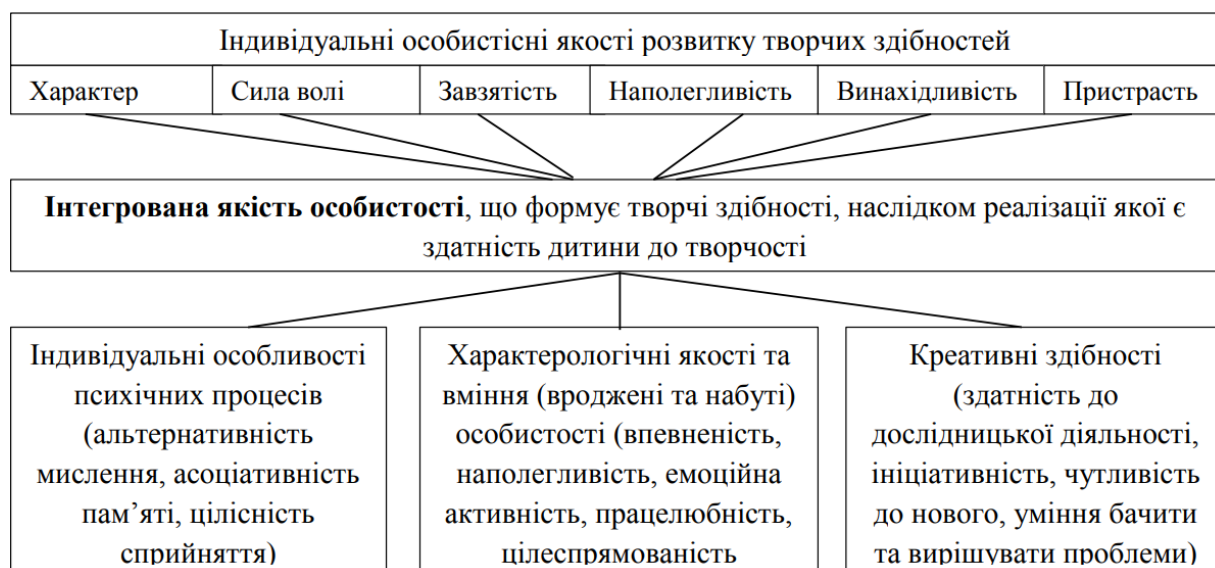 Індивідуальні особистісні якості розвитку творчих здібностей
Характер Сила волі Завзятість Наполегливість Винахідливість Пристрасть
Інтегрована якість особистості, що формує творчі здібності, наслідком реалізації якої є
здатність дитини до творчості
Індивідуальні особливості
психічних процесів
(альтернативність
мислення, асоціативність
пам’яті, цілісність
сприйняття)
Характерологічні якості та
вміння (вроджені та набуті)
особистості (впевненість,
наполегливість, емоційна
активність, працелюбність,
цілеспрямованість
Креативні здібності
(здатність до
дослідницької діяльності,
ініціативність, чутливість
до нового, уміння бачити
та вирішувати проблеми)